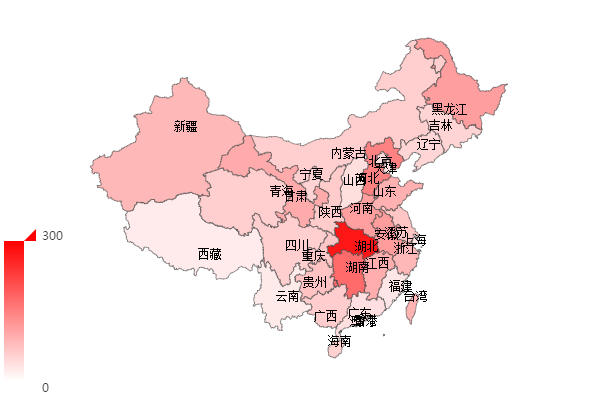 黑龙江
吉林
新疆
辽宁
内蒙古
北京
天津
宁夏
山西
河北
青海
山东
甘肃
陕西
河南
江苏
安徽
上海
湖北
四川
浙江
西藏
重庆
江西
湖南
贵州
福建
云南
台湾
广西
广东
香港
海南
300
0